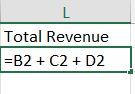 L
Total Revenue
=B2 + C2 + D2